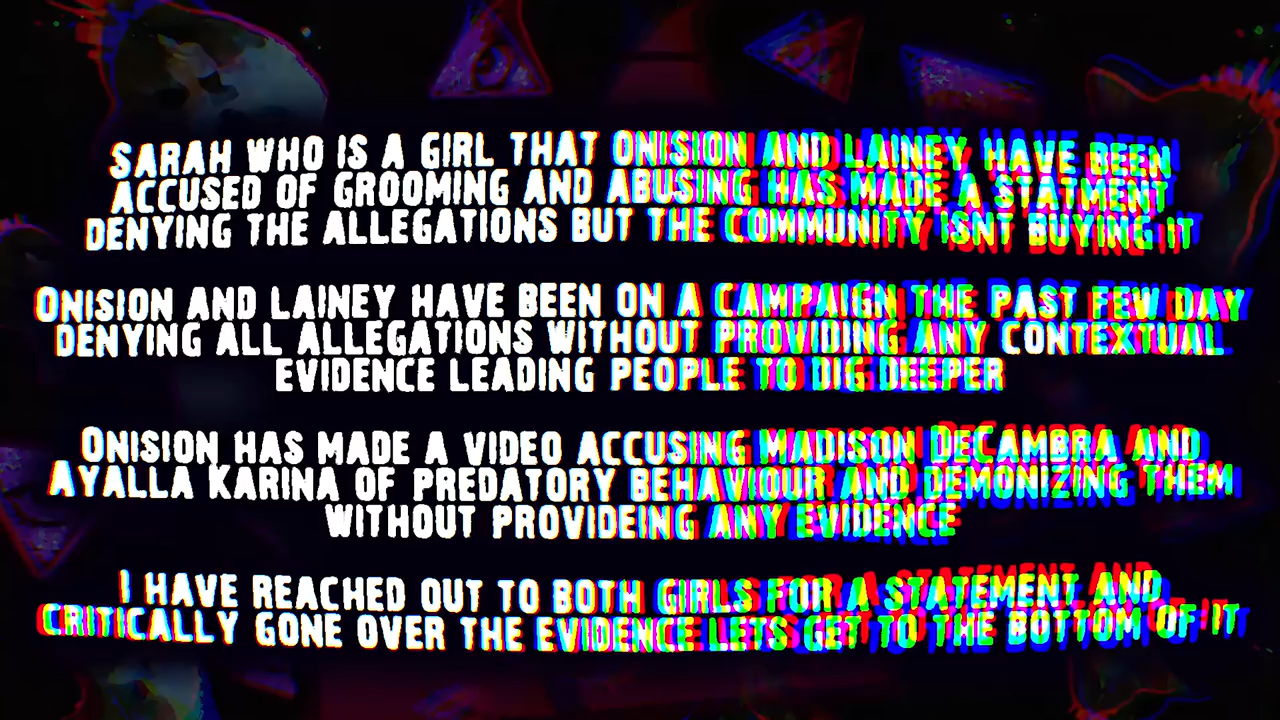 SARAH WHO IS A GIRL THAT ONISION AND LAINEY HAVE BEEN
ACCUSED OF GROOMING AND ABUSING HAS MADE A STATMENT
DENYING THE ALLEGATIONS BUT THE COMMUNITY ISNT BUYING IT
ONISION AND LAINEY HAVE BEEN ON A CAMPAIGN THE PAST FEW DAY
DENYING ALL ALLEGATIONS WITHOUT PROVIDING ANY CONTEXTUAL
EVIDENCE LEADING PEOPLE TO DIG DEEPER
ONISION HAS MADE A VIDEO ACCUSING MADISON DECAMBRA AND
AYALLA KARINA OF PREDATORY BEHAVIOUR AND DEMONIZING THEM
WITHOUT PROVIDEING ANY EVIDENCE
I HAVE REACHED OUT TO BOTH GIRLS FOR A STATEMENT AND
CRITICALLY GONE OVER THE EVIDENCE LETS GET TO THE BOTTOM OF IT